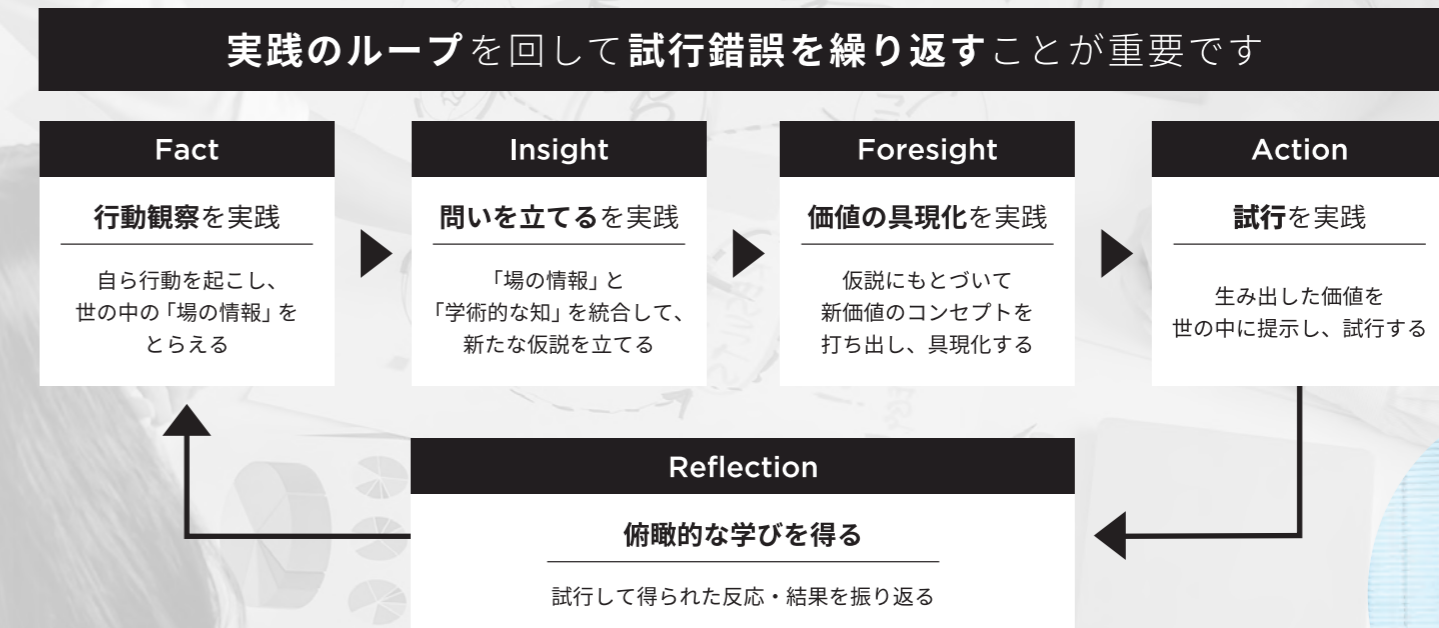 実践のループを回して試行錯誤を繰り返すことが重要です
Fact
行動観察を実践
自ら行動を起こし、
世の中の「場の情報」を
とらえる
Insight
問いを立てるを実践
「場の情報」と
「学術的な知」を統合して、
新たな仮説を立てる
Foresight
価値の具現化を実践
仮説にもとづいて
新価値のコンセプトを
打ち出し、具現化する
Action
試行を実践
生み出した価値を
世の中に提示し、試行する
Reflection
俯瞰的な学びを得る
試行して得られた反応・結果を振り返る